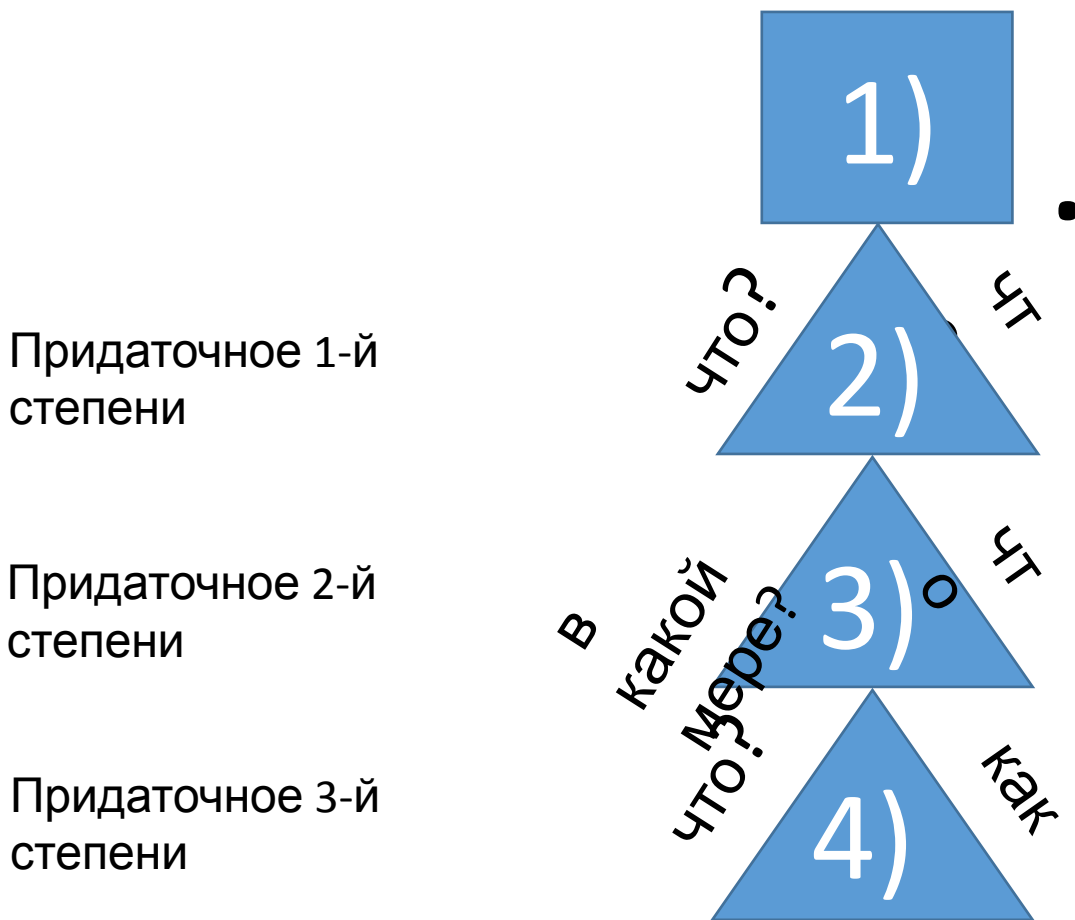 1)
что?
чт
Придаточное 1-й
степени
2)
что?
чт
о
Придаточное 2-й
степени
в
какой
мере?
3)
Придаточное 3-й
степени
что?
как
4)